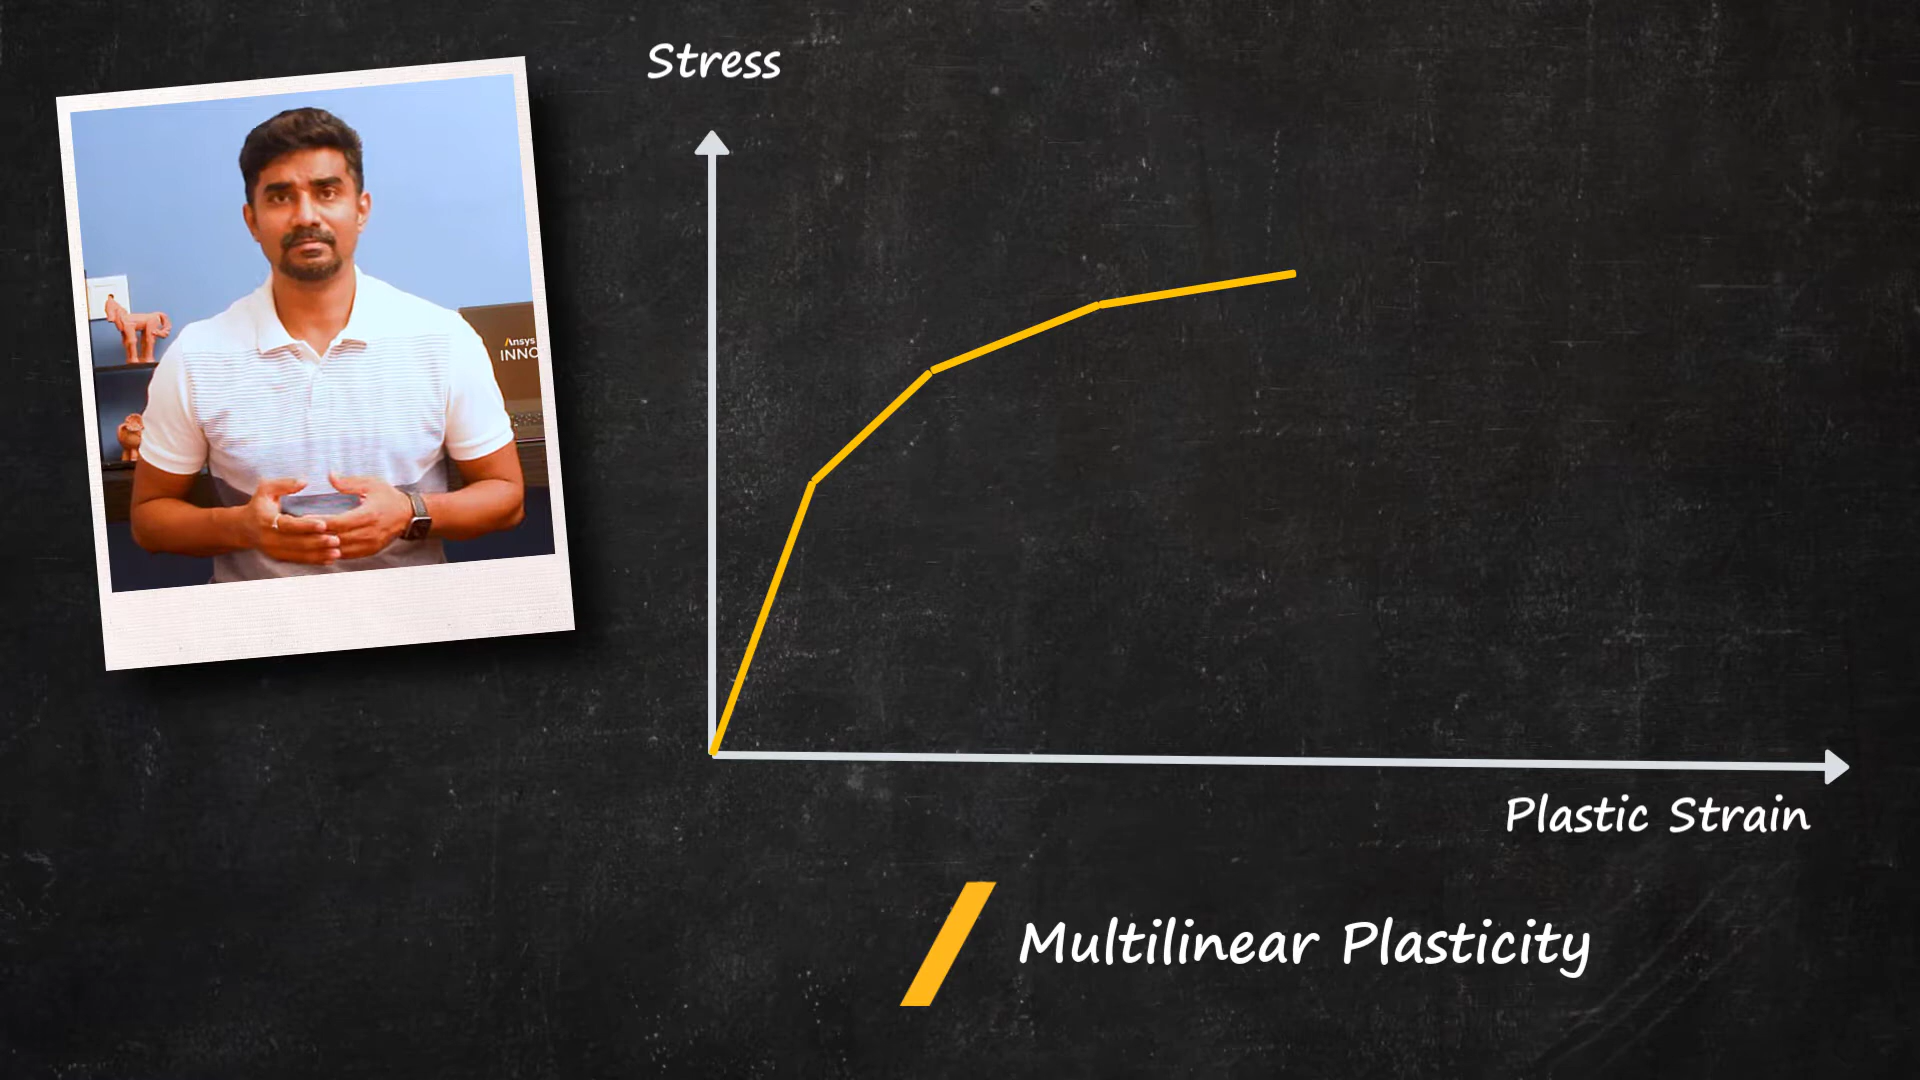 Stress
Ansys
INNO
Plastic Strain
Multilinear Plasticity